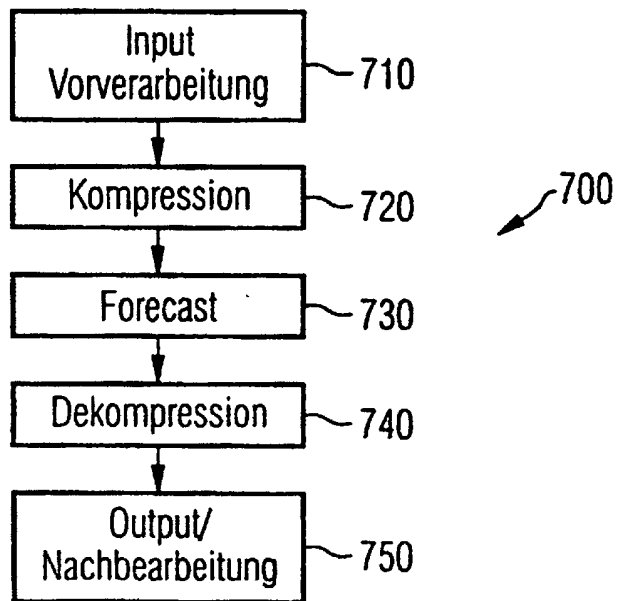 Input
Vorverarbeitung
710
Kompression
720
700
Forecast
730
Dekompression
740
Output/
Nachbearbeitung
750